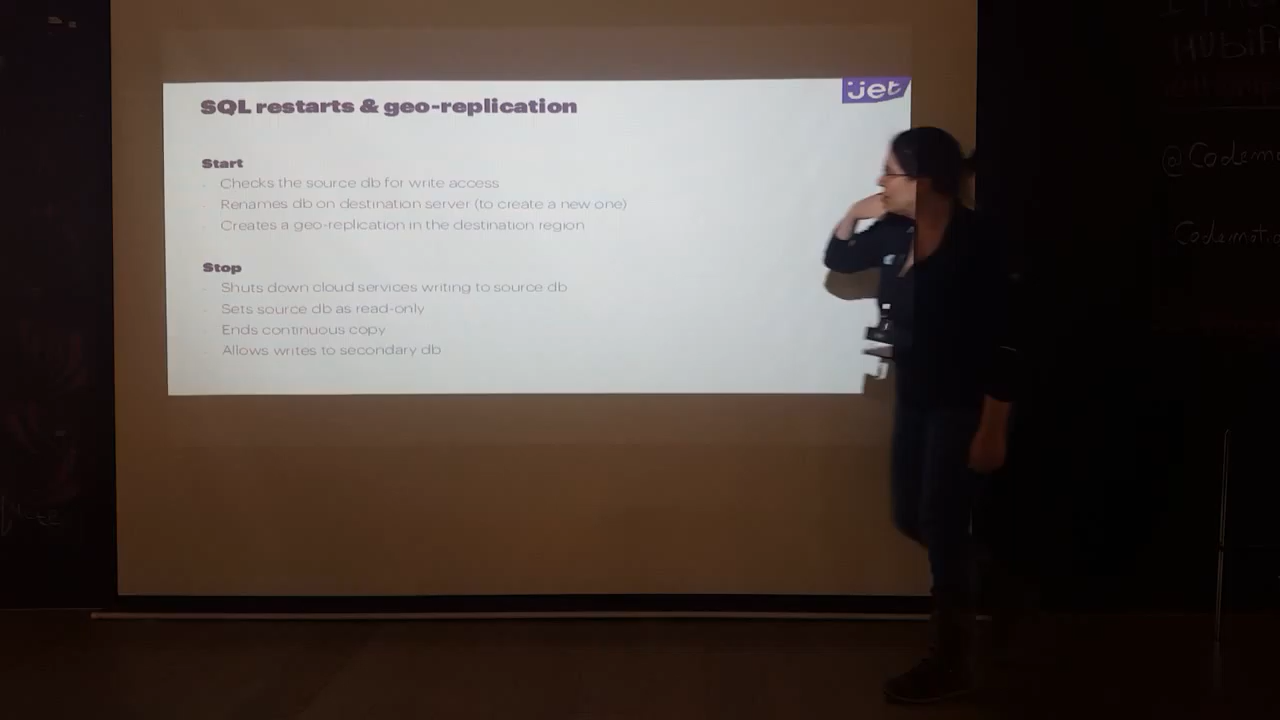 SQL restarts & geo-replication
jet
Start
- Checks the source db for write access
- Renames db on destination server (to create a new one)
- Creates a geo-replication in the destination region
Stop
- Shuts down cloud services writing to source db
- Sets source db as read-only
- Ends continuous copy
- Allows writes to secondary db
@Codem
Codemotio